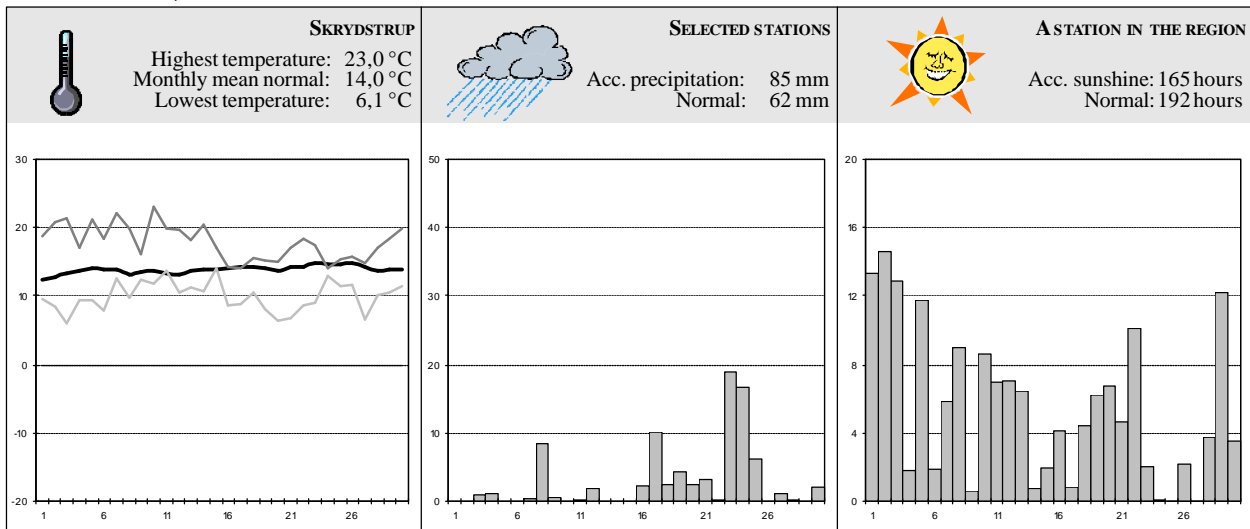 SKRYDSTRUP
Highest temperature: 23,0 °C
Monthly mean normal: 14,0 °C
Lowest temperature: 6,1 °C
30
20
10
0
-10
-20
1 6 11 16 21 26
SELECTED STATIONS
Acc. precipitation: 85 mm
Normal: 62 mm
50
40
30
20
10
0
1 6 11 16 21 26
A STATION IN THE REGION
Acc. sunshine: 165 hours
Normal: 192 hours
20
16
12
8
4
0
1 6 11 16 21 26